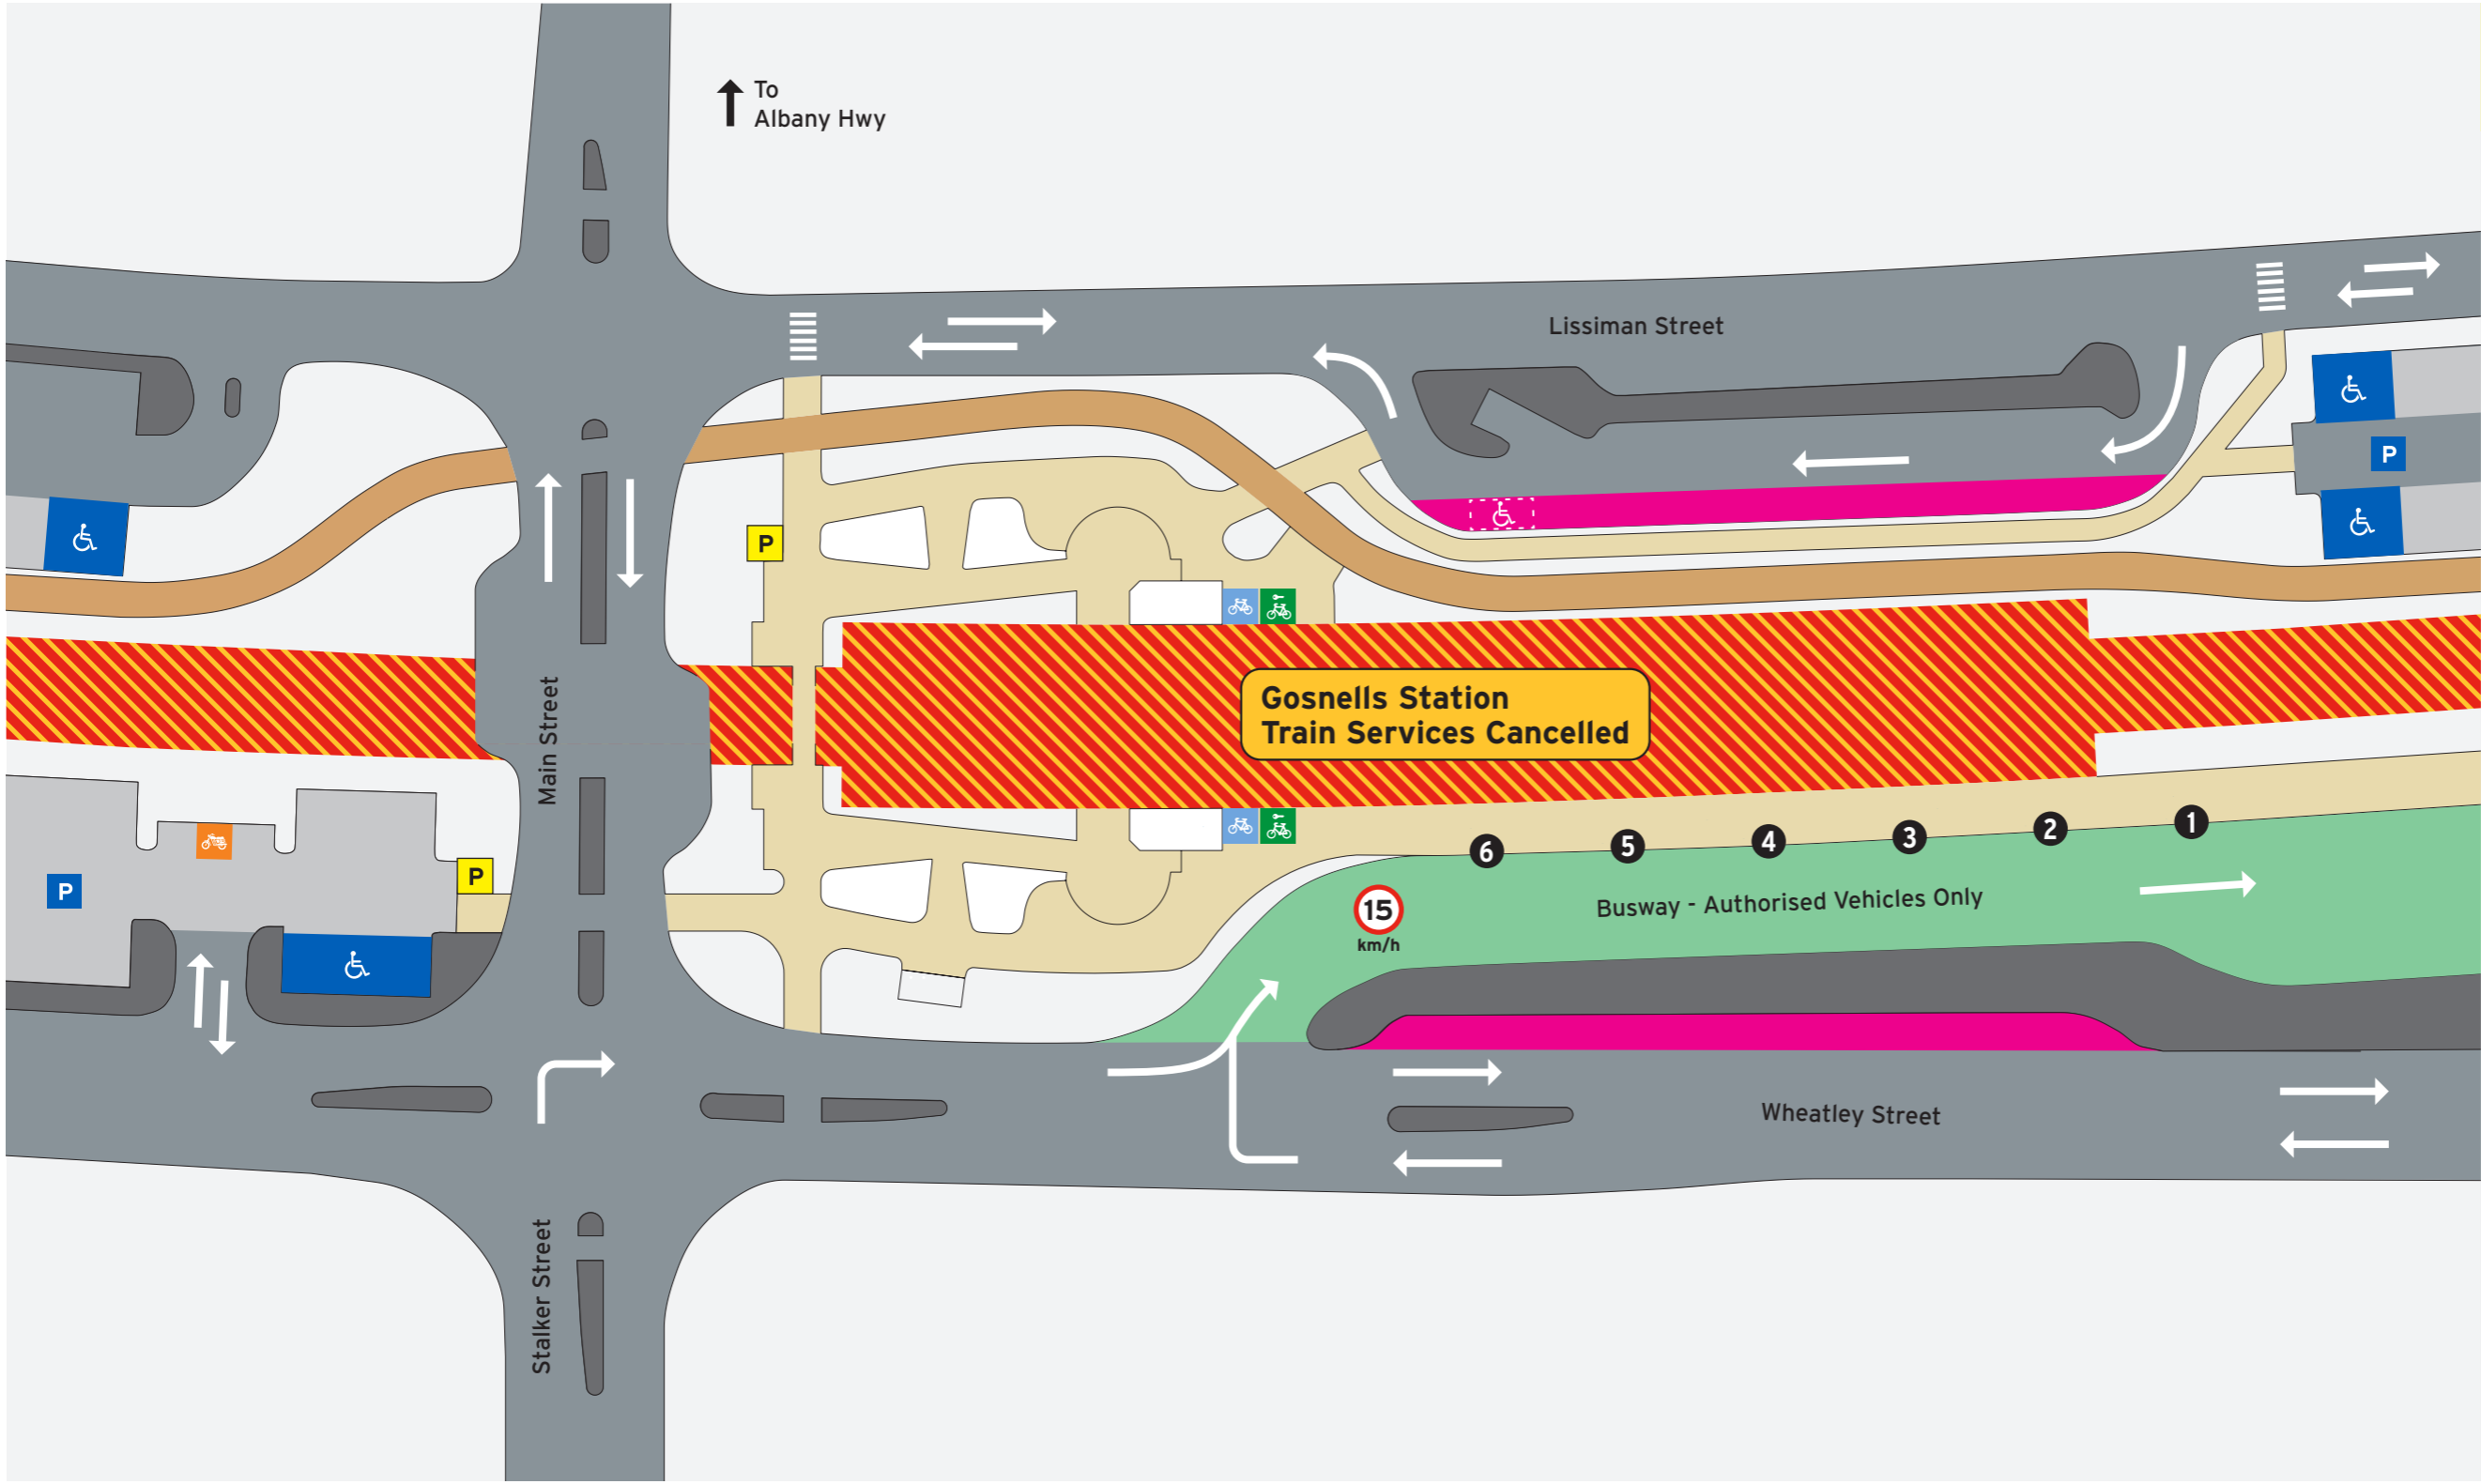 To
Albany Hwy
Lissiman Street
P
P
Gosnells Station
Train Services Cancelled
Main Street
1
2
3
4
5
6
P
P
15
km/h
Busway - Authorised Vehicles Only
Wheatley Street
Stalker Street